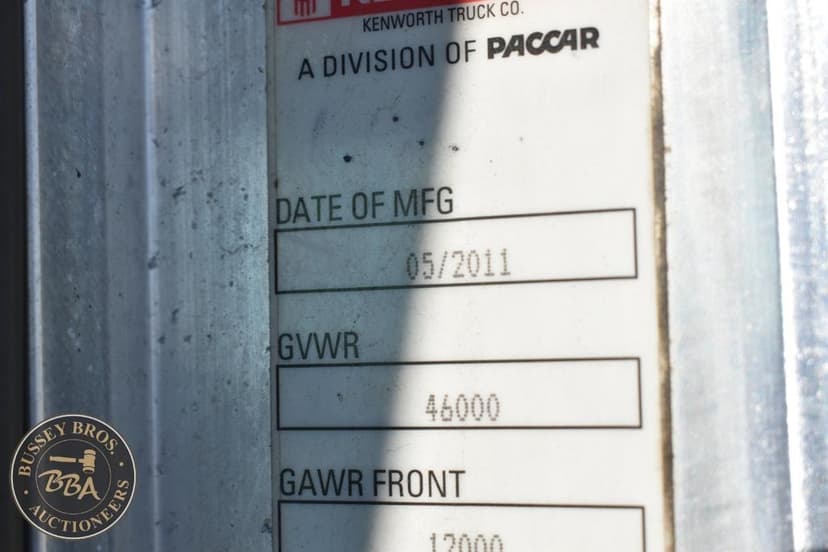 KENWORTH TRUCK CO.
A DIVISION OF PACCAR
DATE OF MFG
05/2011
GVWR
46000
GAWR FRONT
12000
BUSSEY BROS.
BBA
AUCTIONEERS